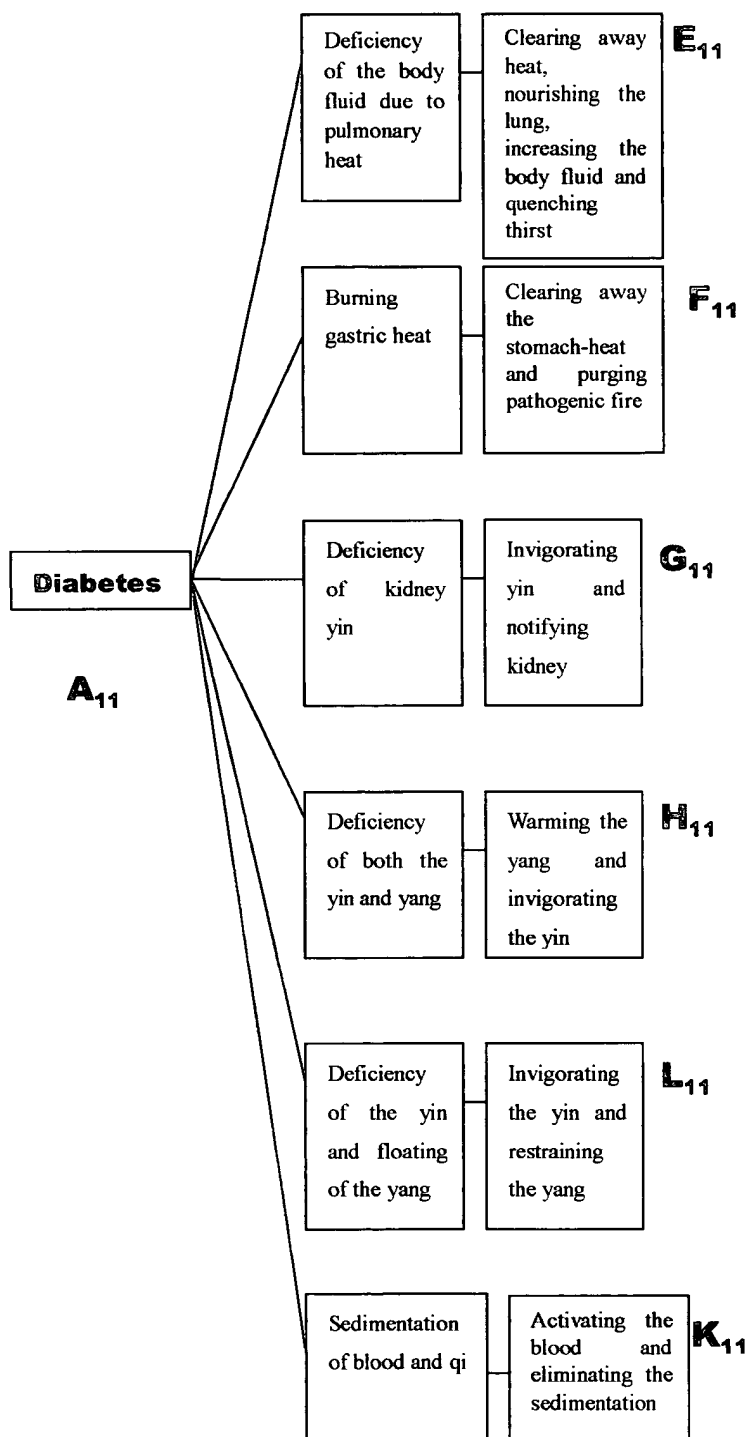 Deficiency
of the body
fluid due to
pulmonary
heat
Clearing away
heat,
nourishing the
lung,
increasing the
body fluid and
quenching
thirst
E11
Burning
gastric heat
Clearing away
the
stomach-heat
and purging
pathogenic fire
F11
Diabetes
A11
Deficiency
of kidney
yin
Invigorating
yin and
notifying
kidney
G11
Deficiency
of both the
yin and yang
Warming the
yang and
invigorating
the yin
H11
Deficiency
of the yin
and floating
of the yang
Invigorating
the yin and
restraining
the yang
L11
Sedimentation
of blood and qi
Activating the
blood and
eliminating the
sedimentation
K11